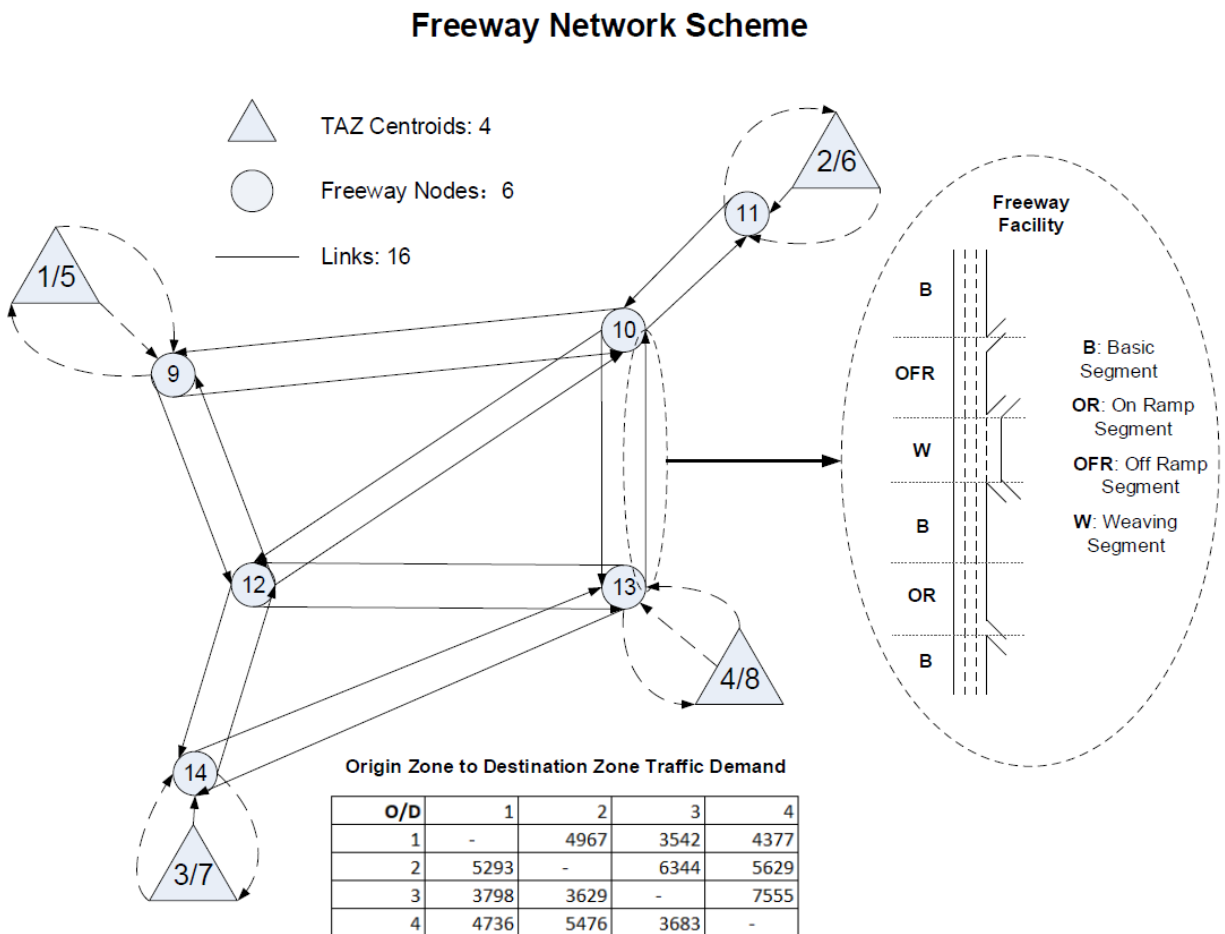 Freeway Network Scheme
TAZ Centroids: 4
Freeway Nodes: 6
Links: 16
1/5
2/6
11
10
9
12
13
14
4/8
3/7
Freeway
Facility
B
OFR
W
B
OR
B
B: Basic
Segment
OR: On Ramp
Segment
OFR: Off Ramp
Segment
W: Weaving
Segment
Origin Zone to Destination Zone Traffic Demand
O/D 1 2 3 4
1 - 4967 3542 4377
2 5293 - 6344 5629
3 3798 3629 - 7555
4 4736 5476 3683 -